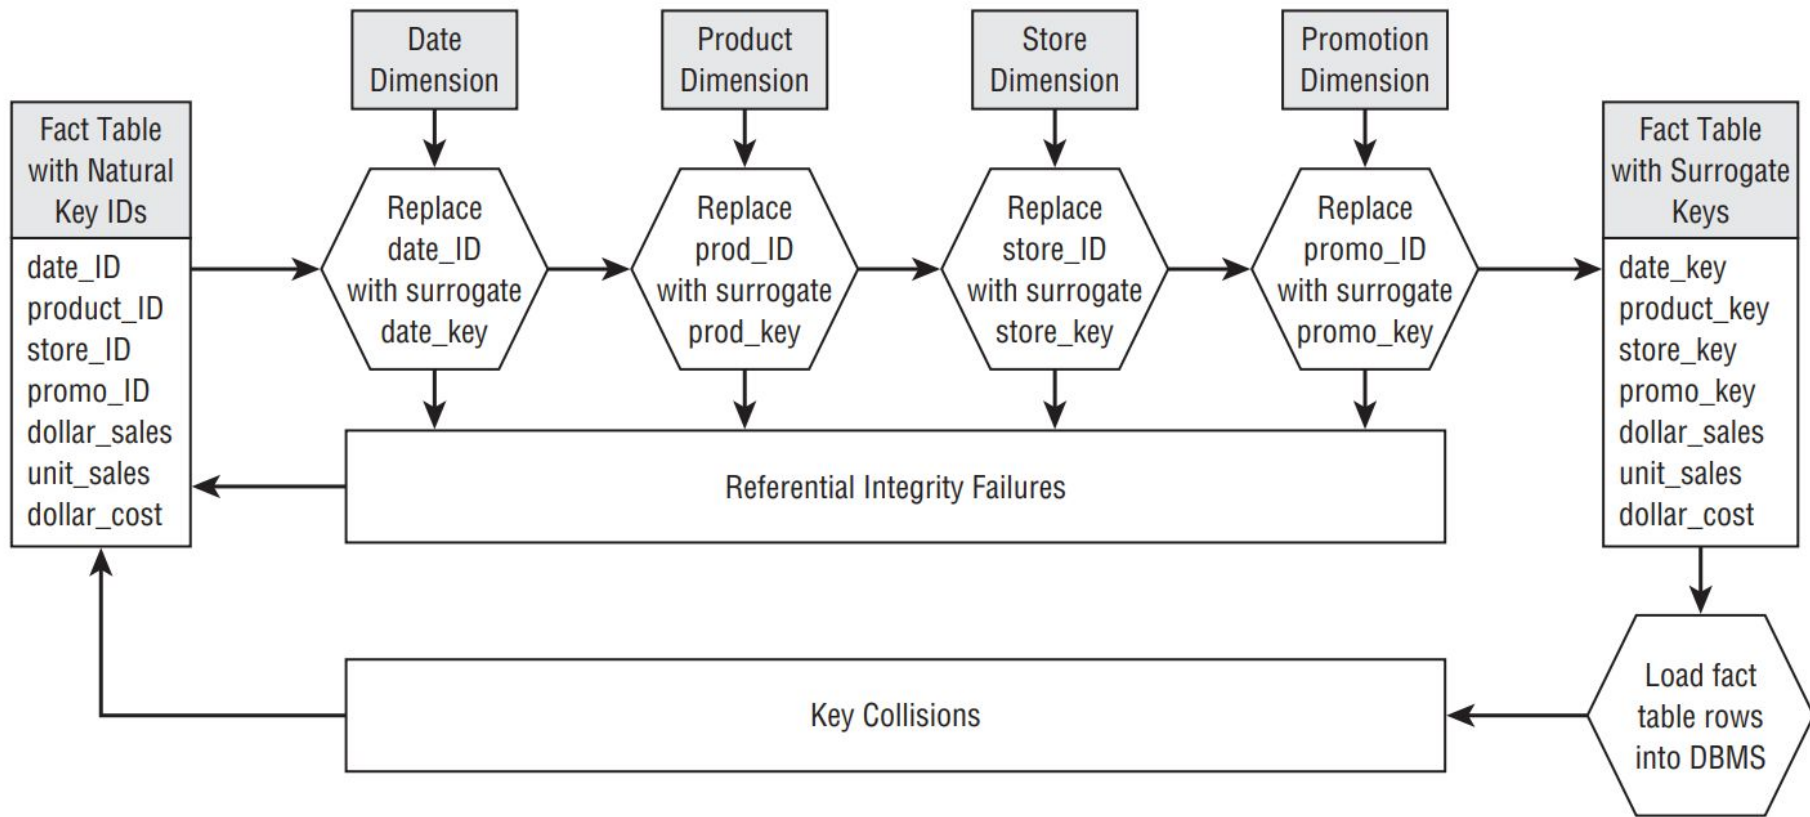 Date
Dimension
Product
Dimension
Store
Dimension
Promotion
Dimension
Fact Table
with Natural
Key IDs
date_ID
product_ID
store_ID
promo_ID
dollar_sales
unit_sales
dollar_cost
Replace
date_ID
with surrogate
date_key
Replace
prod_ID
with surrogate
prod_key
Replace
store_ID
with surrogate
store_key
Replace
promo_ID
with surrogate
promo_key
Fact Table
with Surrogate
Keys
date_key
product_key
store_key
promo_key
dollar_sales
unit_sales
dollar_cost
Referential Integrity Failures
Key Collisions
Load fact
table rows
into DBMS